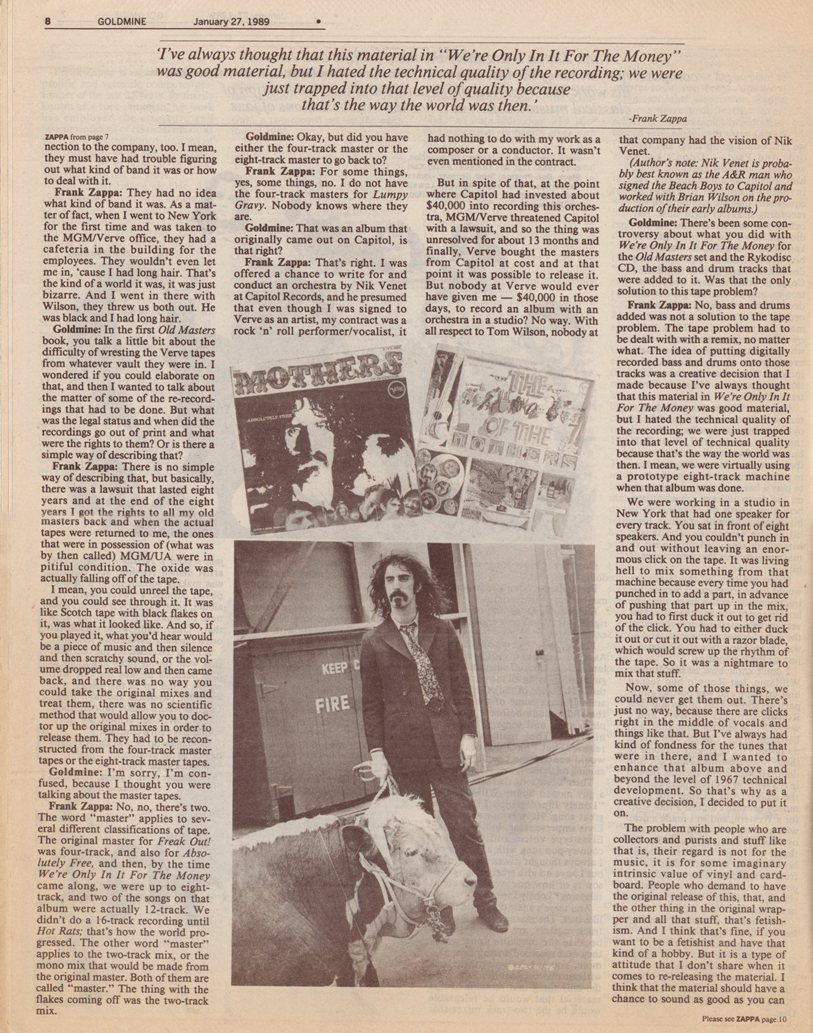 8 GOLDMINE January 27, 1989 •
'I've always thought that this material in "We're Only In It For The Money"
was good material, but I hated the technical quality of the recording; we were
just trapped into that level of quality because
that's the way the world was then.'
-Frank Zappa
ZAPPA from page 7
nection to the company, too. I mean,
they must have had trouble figuring
out what kind of band it was or how
to deal with it.
Frank Zappa: They had no idea
what kind of band it was. As a mat-
ter of fact, when I went to New York
for the first time and was taken to
the MGM/Verve office, they had a
cafeteria in the building for the
employees. They wouldn't even let
me in, 'cause I had long hair. That's
the kind of a world it was, it was just
bizarre. And I went in there with
Wilson, they threw us both out. He
was black and I had long hair.
Goldmine: In the first Old Masters
book, you talk a little bit about the
difficulty of wresting the Verve tapes
from whatever vault they were in. I
wondered if you could elaborate on
that, and then I wanted to talk about
the matter of some of the re-record-
ings that had to be done. But what
was the legal status and when did the
recordings go out of print and what
were the rights to them? Or is there a
simple way of describing that?
Frank Zappa: There is no simple
way of describing that, but basically,
there was a lawsuit that lasted eight
years and at the end of the eight
years I got the rights to all my old
masters back and when the actual
tapes were returned to me, the ones
that were in possession of (what was
by then called) MGM/UA were in
pitiful condition. The oxide was
actually falling off of the tape.
I mean, you could unreel the tape,
and you could see through it. It was
like Scotch tape with black flakes on
it, was what it looked like. And so, if
you played it, what you'd hear would
be a piece of music and then silence
and then scratchy sound, or the vol-
ume dropped real low and then came
back, and there was no way you
could take the original mixes and
treat them, there was no scientific
method that would allow you to doc-
tor up the original mixes in order to
release them. They had to be recon-
structed from the four-track master
tapes or the eight-track master tapes.
Goldmine: I'm sorry, I'm con-
fused, because I thought you were
talking about the master tapes.
Frank Zappa: No, no, there's two.
The word "master" applies to sev-
eral different classifications of tape.
The original master for Freak Out!
was four-track, and also for Abso-
lutely Free, and then, by the time
We're Only In It For The Money
came along, we were up to eight-
track, and two of the songs on that
album were actually 12-track. We
didn't do a 16-track recording until
Hot Rats; that's how the world pro-
gressed. The other word "master"
applies to the two-track mix, or the
mono mix that would be made from
the original master. Both of them are
called "master." The thing with the
flakes coming off was the two-track
mix.
Goldmine: Okay, but did you have
either the four-track master or the
eight-track master to go back to?
Frank Zappa: For some things,
yes, some things, no. I do not have
the four-track masters for Lumpy
Gravy. Nobody knows where they
are.
Goldmine: That was an album that
originally came out on Capitol, is
that right?
Frank Zappa: That's right. I was
offered a chance to write for and
conduct an orchestra by Nik Venet
at Capitol Records, and he presumed
that even though I was signed to
Verve as an artist, my contract was a
rock 'n' roll performer/vocalist, it
had nothing to do with my work as a
composer or a conductor. It wasn't
even mentioned in the contract.
But in spite of that, at the point
where Capitol had invested about
$40,000 into recording this orches-
tra, MGM/Verve threatened Capitol
with a lawsuit, and so the thing was
unresolved for about 13 months and
finally, Verve bought the masters
from Capitol at cost and at that
point it was possible to release it.
But nobody at Verve would ever
have given me — $40,000 in those
days, to record an album with an
orchestra in a studio? No way. With
all respect to Tom Wilson, nobody at
MOTHERS
ABSOLUTELY FREE
Verve
THE
OF THE
MOTHERS
KEEP C
FIRE
that company had the vision of Nik
Venet.
(Author's note: Nik Venet is proba-
bly best known as the A&R man who
signed the Beach Boys to Capitol and
worked with Brian Wilson on the pro-
duction of their early albums.)
Goldmine: There's been some con-
troversy about what you did with
We're Only In It For The Money for
the Old Masters set and the Rykodisc
CD, the bass and drum tracks that
were added to it. Was that the only
solution to this tape problem?
Frank Zappa: No, bass and drums
added was not a solution to the tape
problem. The tape problem had to
be dealt with with a remix, no matter
what. The idea of putting digitally
recorded bass and drums onto those
tracks was a creative decision that I
made because I've always thought
that this material in We're Only In It
For The Money was good material,
but I hated the technical quality of
the recording; we were just trapped
into that level of technical quality
because that's the way the world was
then. I mean, we were virtually using
a prototype eight-track machine
when that album was done.
We were working in a studio in
New York that had one speaker for
every track. You sat in front of eight
speakers. And you couldn't punch in
and out without leaving an enor-
mous click on the tape. It was living
hell to mix something from that
machine because every time you had
punched in to add a part, in advance
of pushing that part up in the mix,
you had to first duck it out to get rid
of the click. You had to either duck
it out or cut it out with a razor blade,
which would screw up the rhythm of
the tape. So it was a nightmare to
mix that stuff.
Now, some of those things, we
could never get them out. There's
just no way, because there are clicks
right in the middle of vocals and
things like that. But I've always had
kind of fondness for the tunes that
were in there, and I wanted to
enhance that album above and
beyond the level of 1967 technical
development. So that's why as a
creative decision, I decided to put it
on.
The problem with people who are
collectors and purists and stuff like
that is, their regard is not for the
music, it is for some imaginary
intrinsic value of vinyl and card-
board. People who demand to have
the original release of this, that, and
the other thing in the original wrap-
per and all that stuff, that's fetish-
ism. And I think that's fine, if you
want to be a fetishist and have that
kind of a hobby. But it is a type of
attitude that I don't share when it
comes to re-releasing the material. I
think that the material should have a
chance to sound as good as you can
Please see ZAPPA page 10